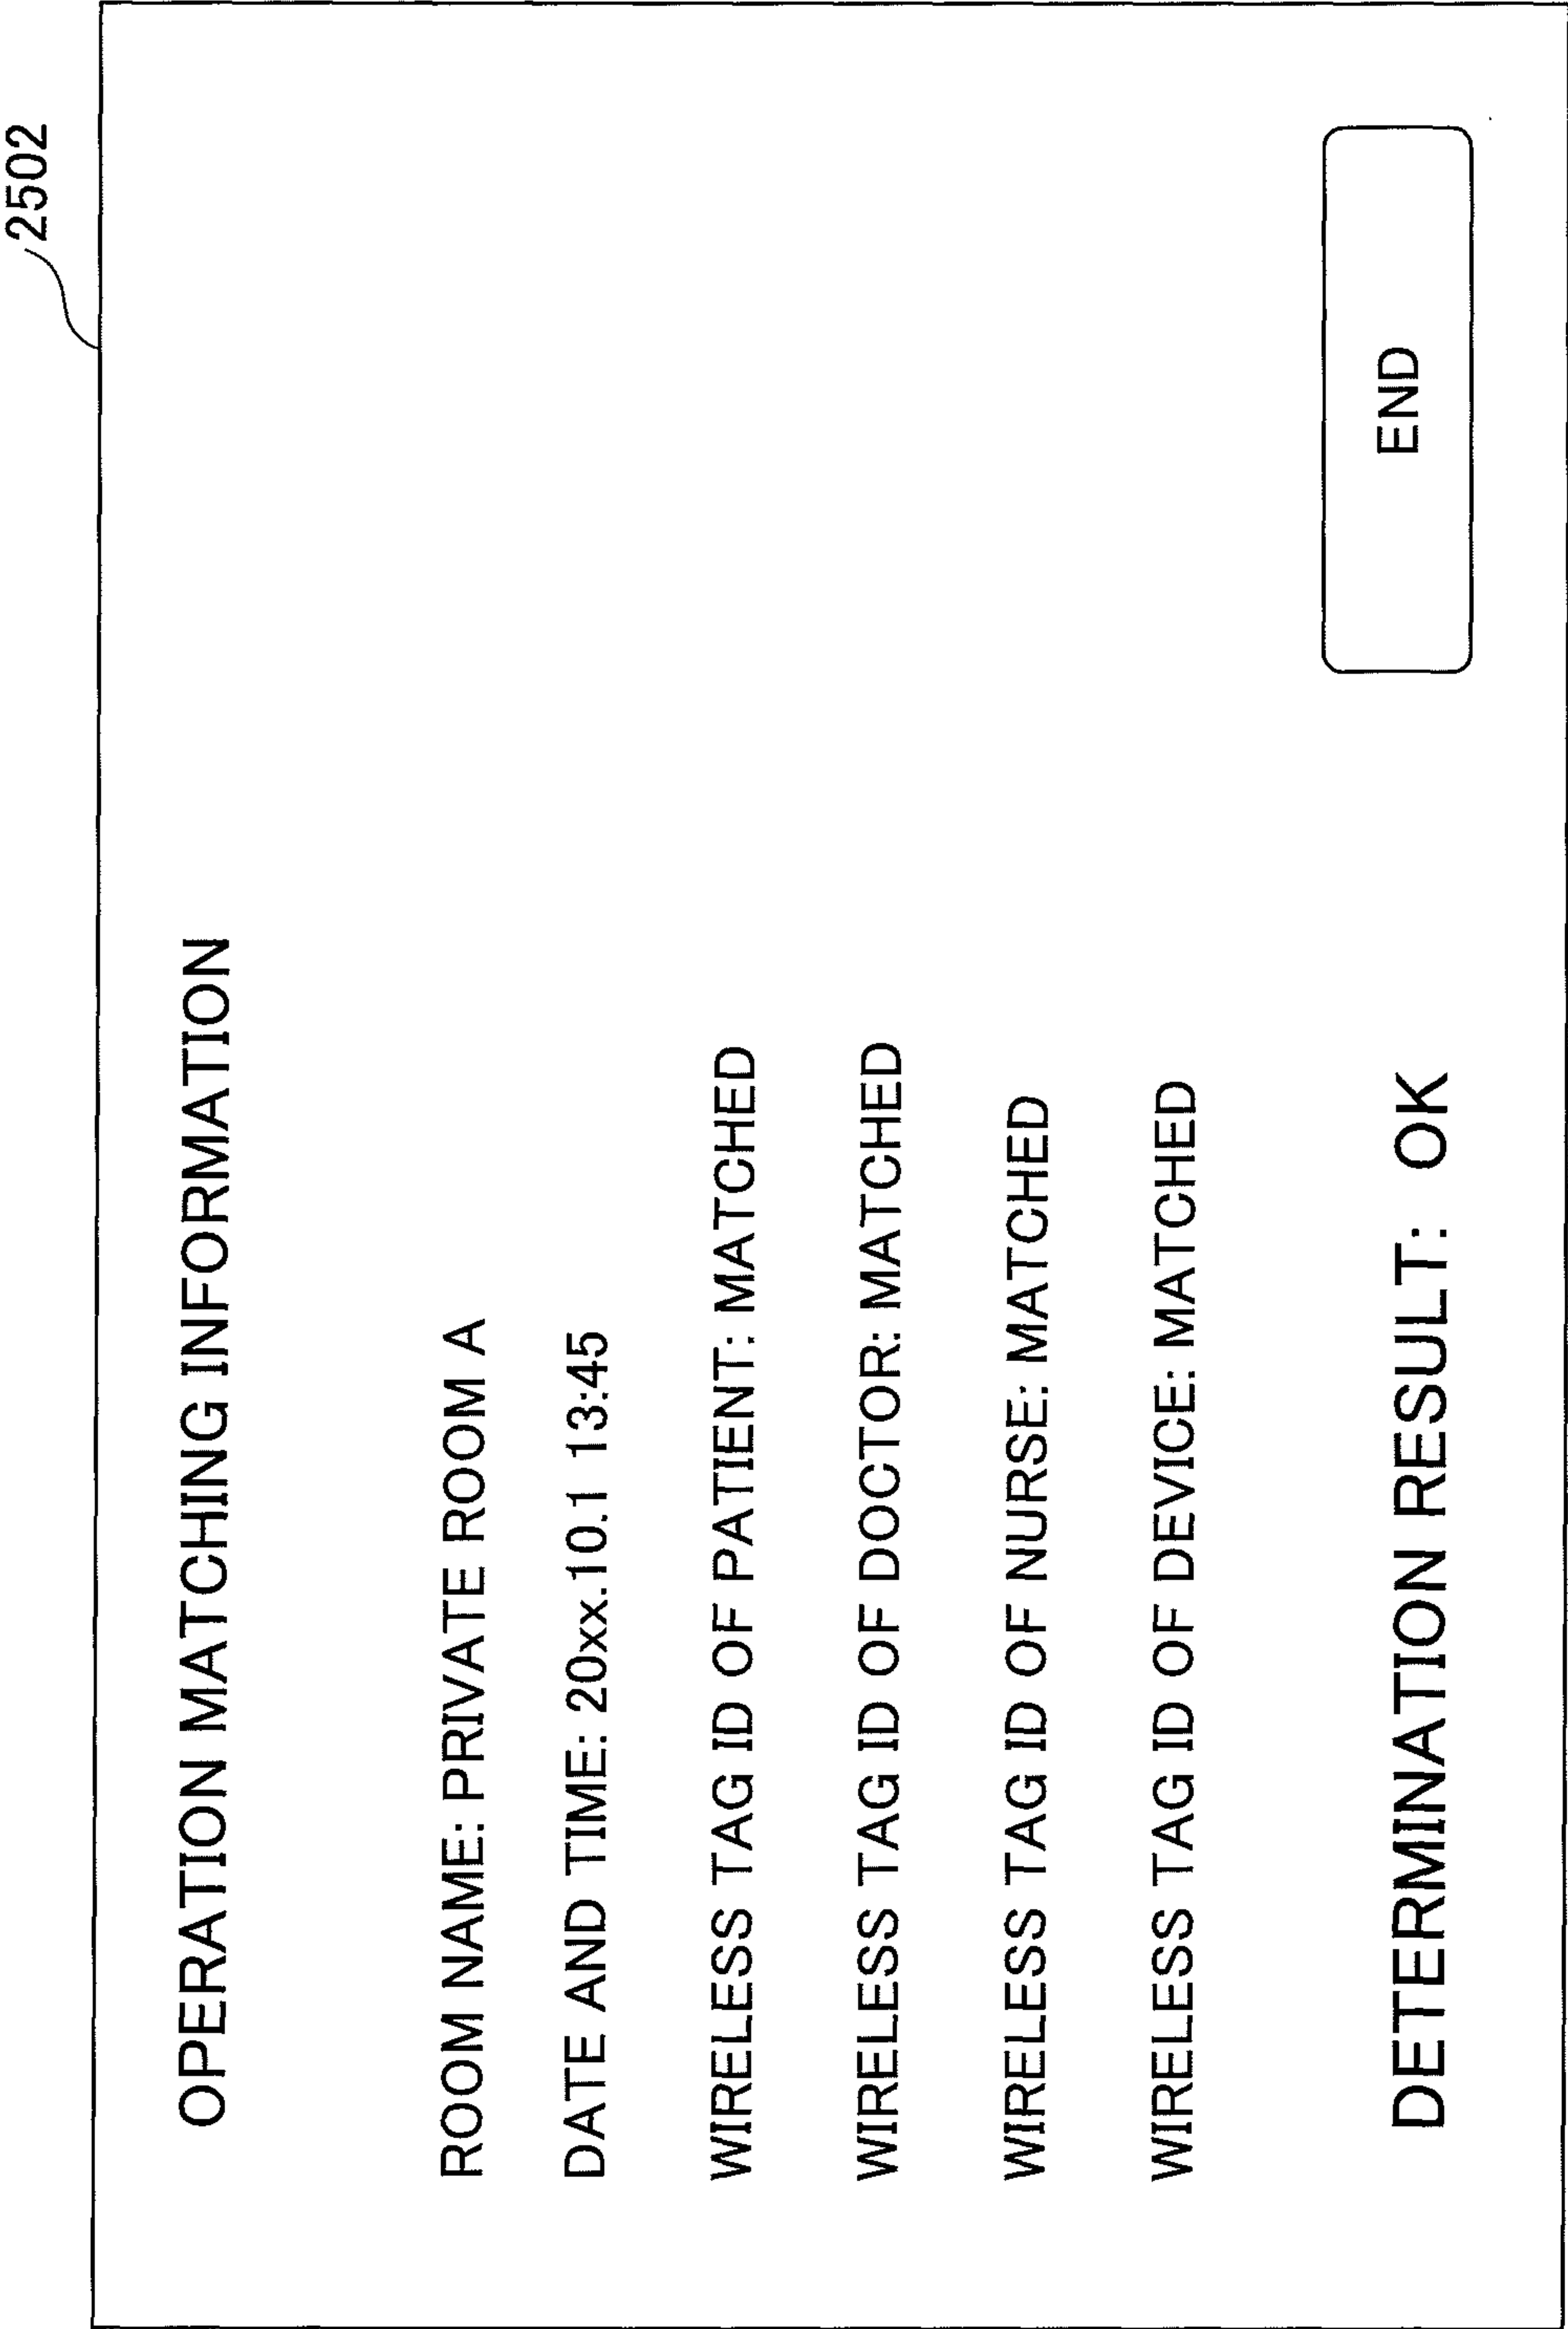 2502
OPERATION MATCHING INFORMATION
ROOM NAME: PRIVATE ROOM A
DATE AND TIME: 20xx.10.1 13:45
WIRELESS TAG ID OF PATIENT: MATCHED
WIRELESS TAG ID OF DOCTOR: MATCHED
WIRELESS TAG ID OF NURSE: MATCHED
WIRELESS TAG ID OF DEVICE: MATCHED
DETERMINATION RESULT: OK
END